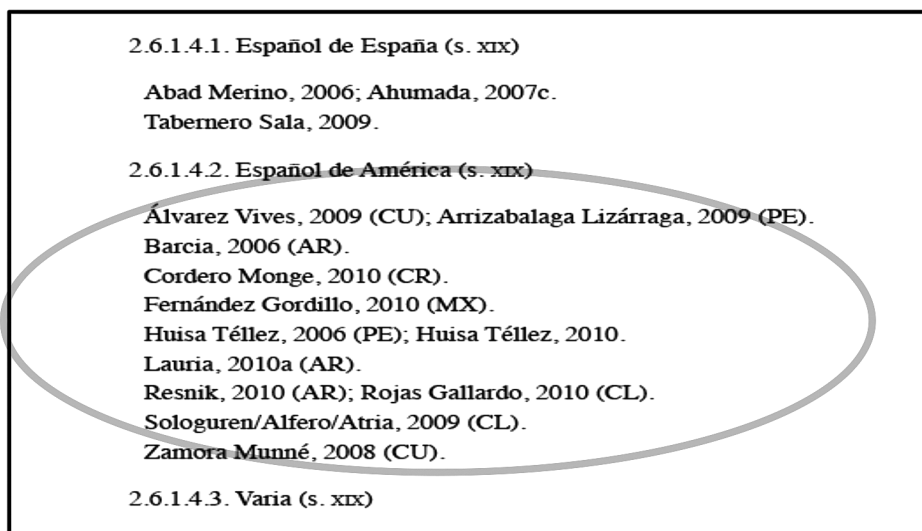 2.6.1.4.1. Español de España (s. XIX)
Abad Merino, 2006; Ahumada, 2007c.
Tabernero Sala, 2009.
2.6.1.4.2. Español de América (s. XIX)
Álvarez Vives, 2009 (CU); Arrizabalaga Lizárraga, 2009 (PE).
Barcia, 2006 (AR).
Cordero Monge, 2010 (CR).
Fernández Gordillo, 2010 (MX).
Huisa Téllez, 2006 (PE); Huisa Téllez, 2010.
Lauria, 2010a (AR).
Resnik, 2010 (AR); Rojas Gallardo, 2010 (CL).
Sologuren/Alfero/Atria, 2009 (CL).
Zamora Munné, 2008 (CU).
2.6.1.4.3. Varia (s. XIX)